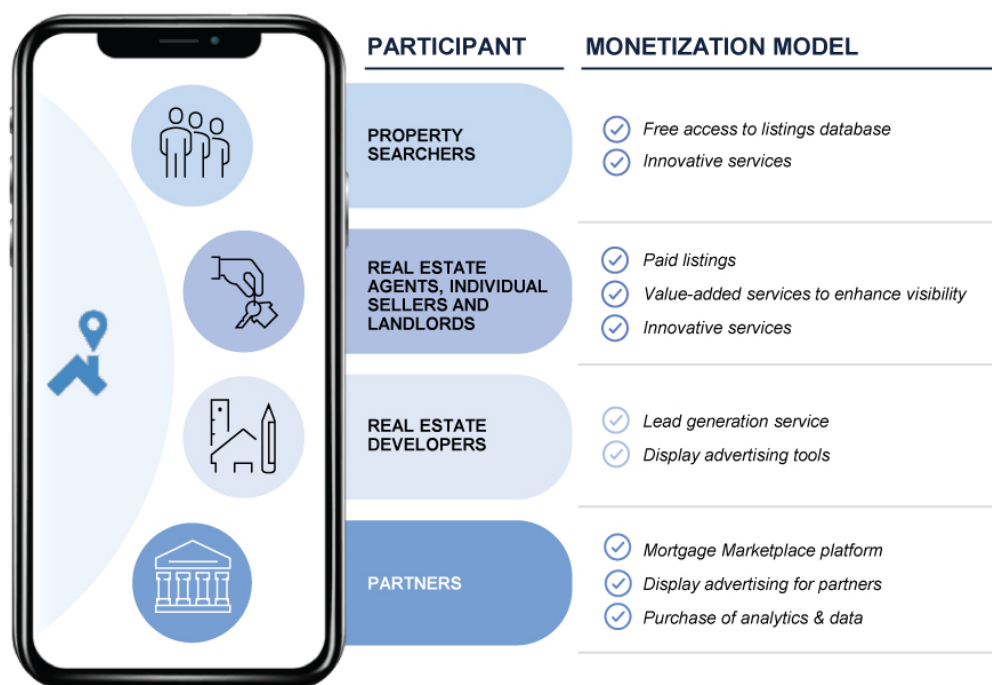 PARTICIPANT
MONETIZATION MODEL
PROPERTY
SEARCHERS
Free access to listings database
Innovative services
REAL ESTATE
AGENTS, INDIVIDUAL
SELLERS AND
LANDLORDS
Paid listings
Value-added services to enhance visibility
Innovative services
REAL ESTATE
DEVELOPERS
Lead generation service
Display advertising tools
PARTNERS
Mortgage Marketplace platform
Display advertising for partners
Purchase of analytics & data